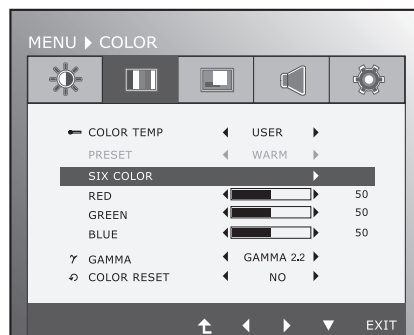 MENU COLOR
COLOR TEMP USER
PRESET WARM
SIX COLOR
RED 50
GREEN 50
BLUE 50
γ GAMMA GAMMA 2.2
COLOR RESET NO
EXIT